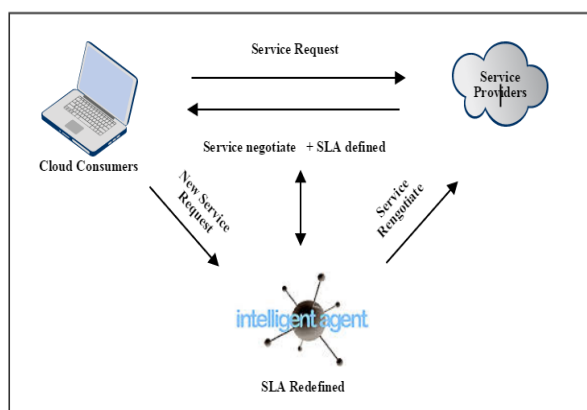 Service Request
Service
Providers
Cloud Consumers
Service negotiate + SLA defined
New Service
Request
Service
Rengotiate
intelligent agent
SLA Redefined